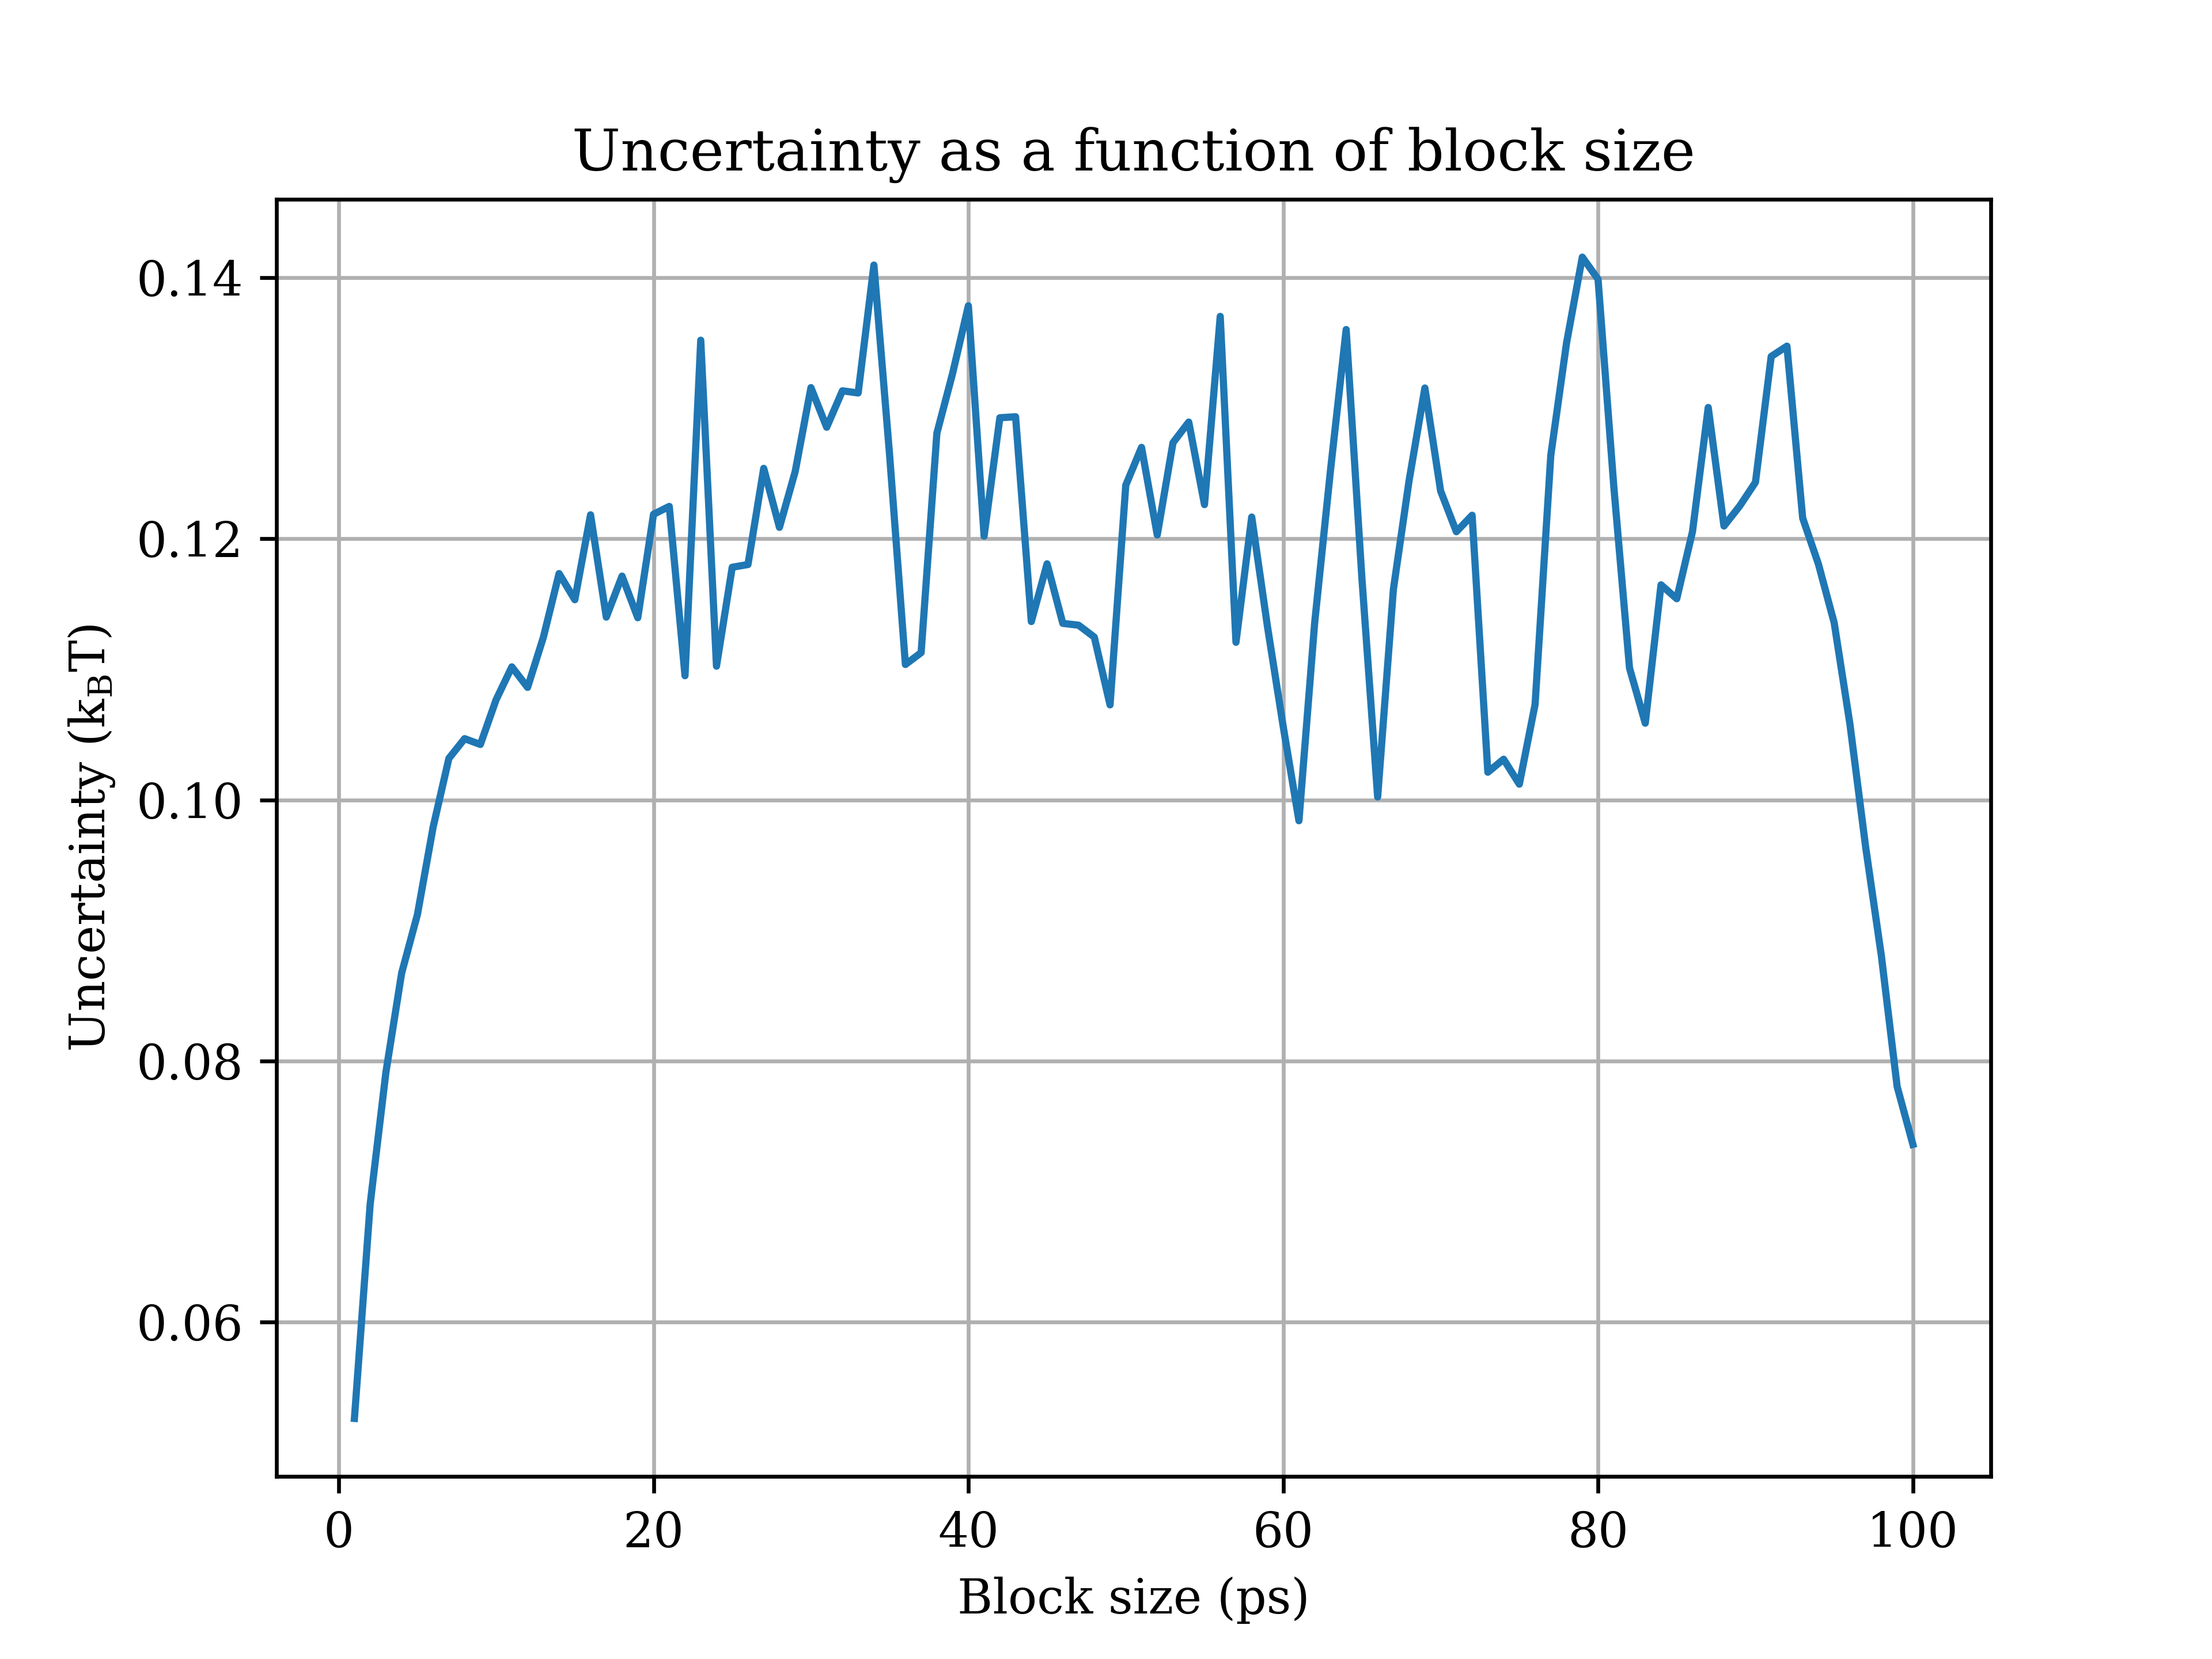 Uncertainty as a function of block size
Uncertainty (k_BT)
0.14
0.12
0.10
0.08
0.06
0 20 40 60 80 100
Block size (ps)